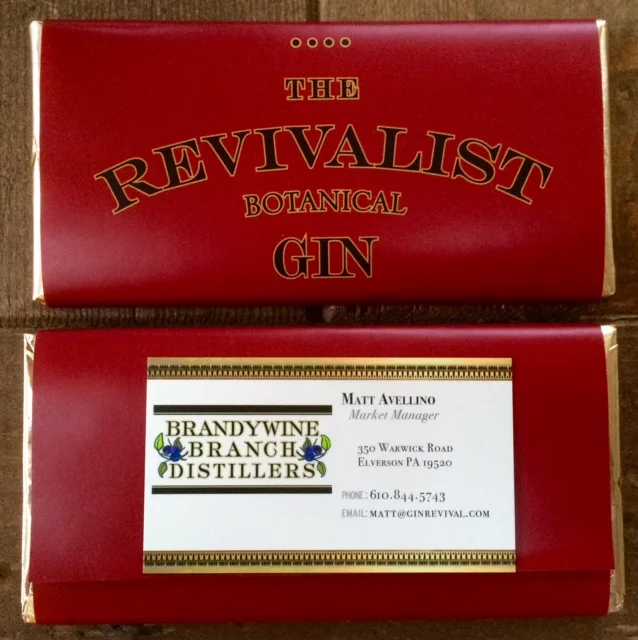 THE
REVIVALIST
BOTANICAL
GIN
BRANDYWINE
BRANCH
DISTILLERS
MATT AVELLINO
Market Manager
350 WARWICK ROAD
ELVERSON PA 19520
PHONE: 610.844.5743
EMAIL: MATT@GINREVIVAL.COM